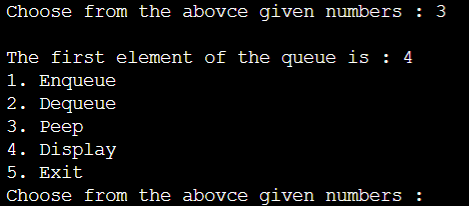 Choose from the abovce given numbers : 3
The first element of the queue is : 4
1. Enqueue
2. Dequeue
3. Peep
4. Display
5. Exit
Choose from the abovce given numbers :